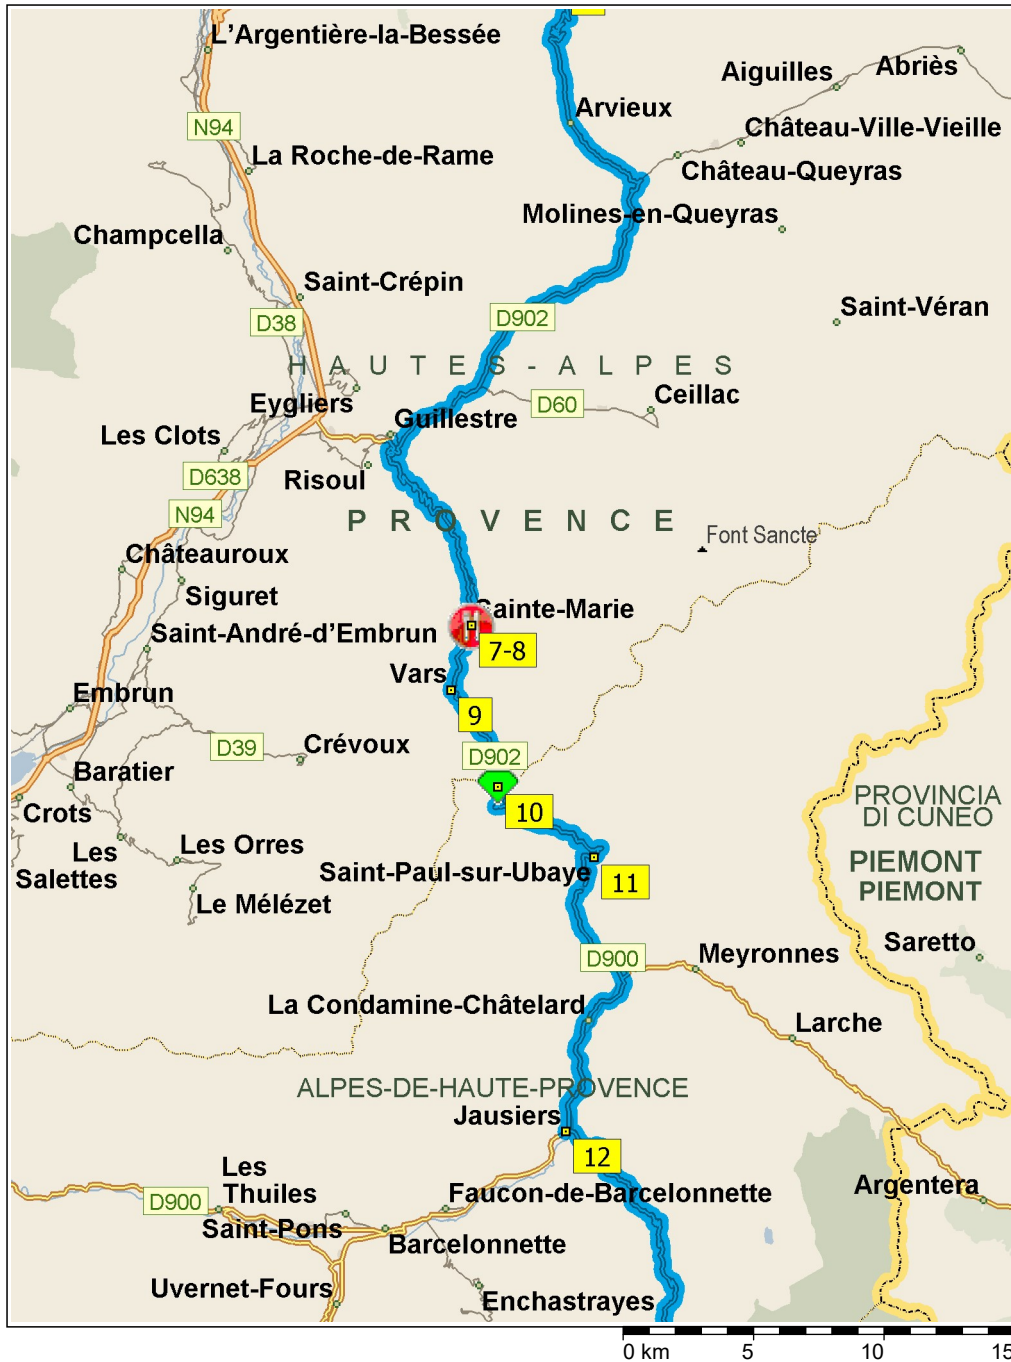 L’Argentière-la-Bessée
Abriès
Aiguilles
Arvieux
N94
Château-Ville-Vieille
La Roche-de-Rame
Château-Queyras
Molines-en-Queyras
Champcella
Saint-Crépin
Saint-Véran
D902
D38
HAUTES-ALPES
Ceillac
Eygliers
D60
Guillestre
Les Clots
D638
Risoul
N94
PROVENCE
Font Sancte
Châteauroux
Siguret
Sainte-Marie
Saint-André-d’Embrun
7-8
Vars
Embrun
9
D39
Crévoux
D902
Baratier
PROVINCIA
DI CUNEO
Crots
10
Les
Salettes
Les Orres
PIEMONT
Saint-Paul-sur-Ubaye
11
PIEMONT
Le Mélézet
Saretto
D900
Meyronnes
La Condamine-Châtelard
Larche
ALPES-DE-HAUTE-PROVENCE
Jausiers
12
Les
Thuiles
Argentera
D900
Faucon-de-Barcelonnette
Saint-Pons
Barcelonnette
Uvernet-Fours
Enchastrayes
0 km
5
10
15